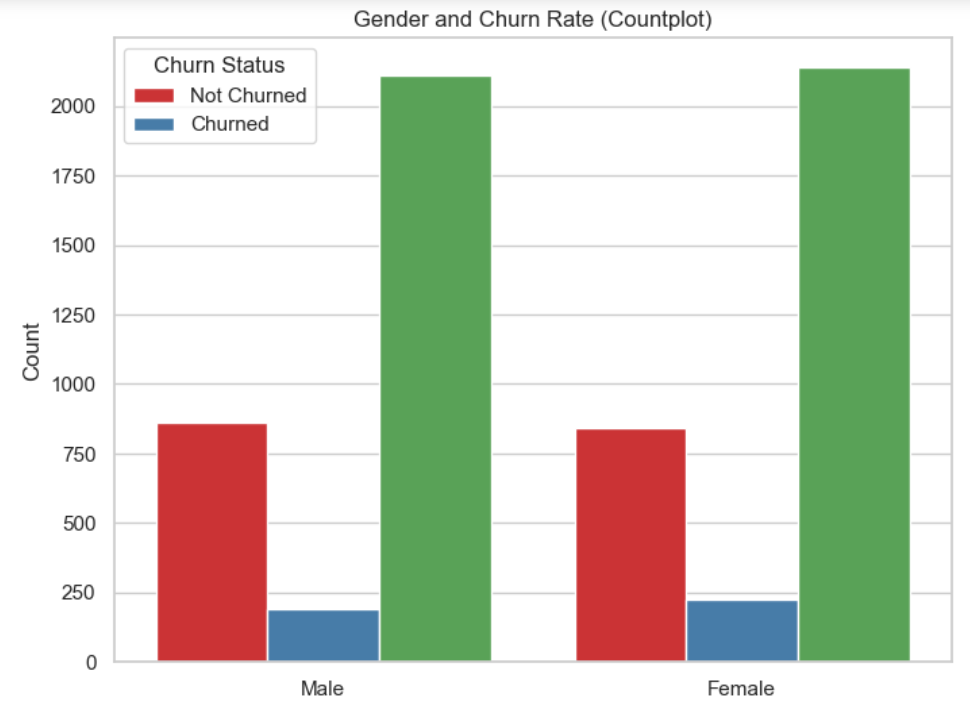 Gender and Churn Rate (Countplot)
Churn Status
Not Churned
Churned
Count
2000
1750
1500
1250
1000
750
500
250
0
Male
Female